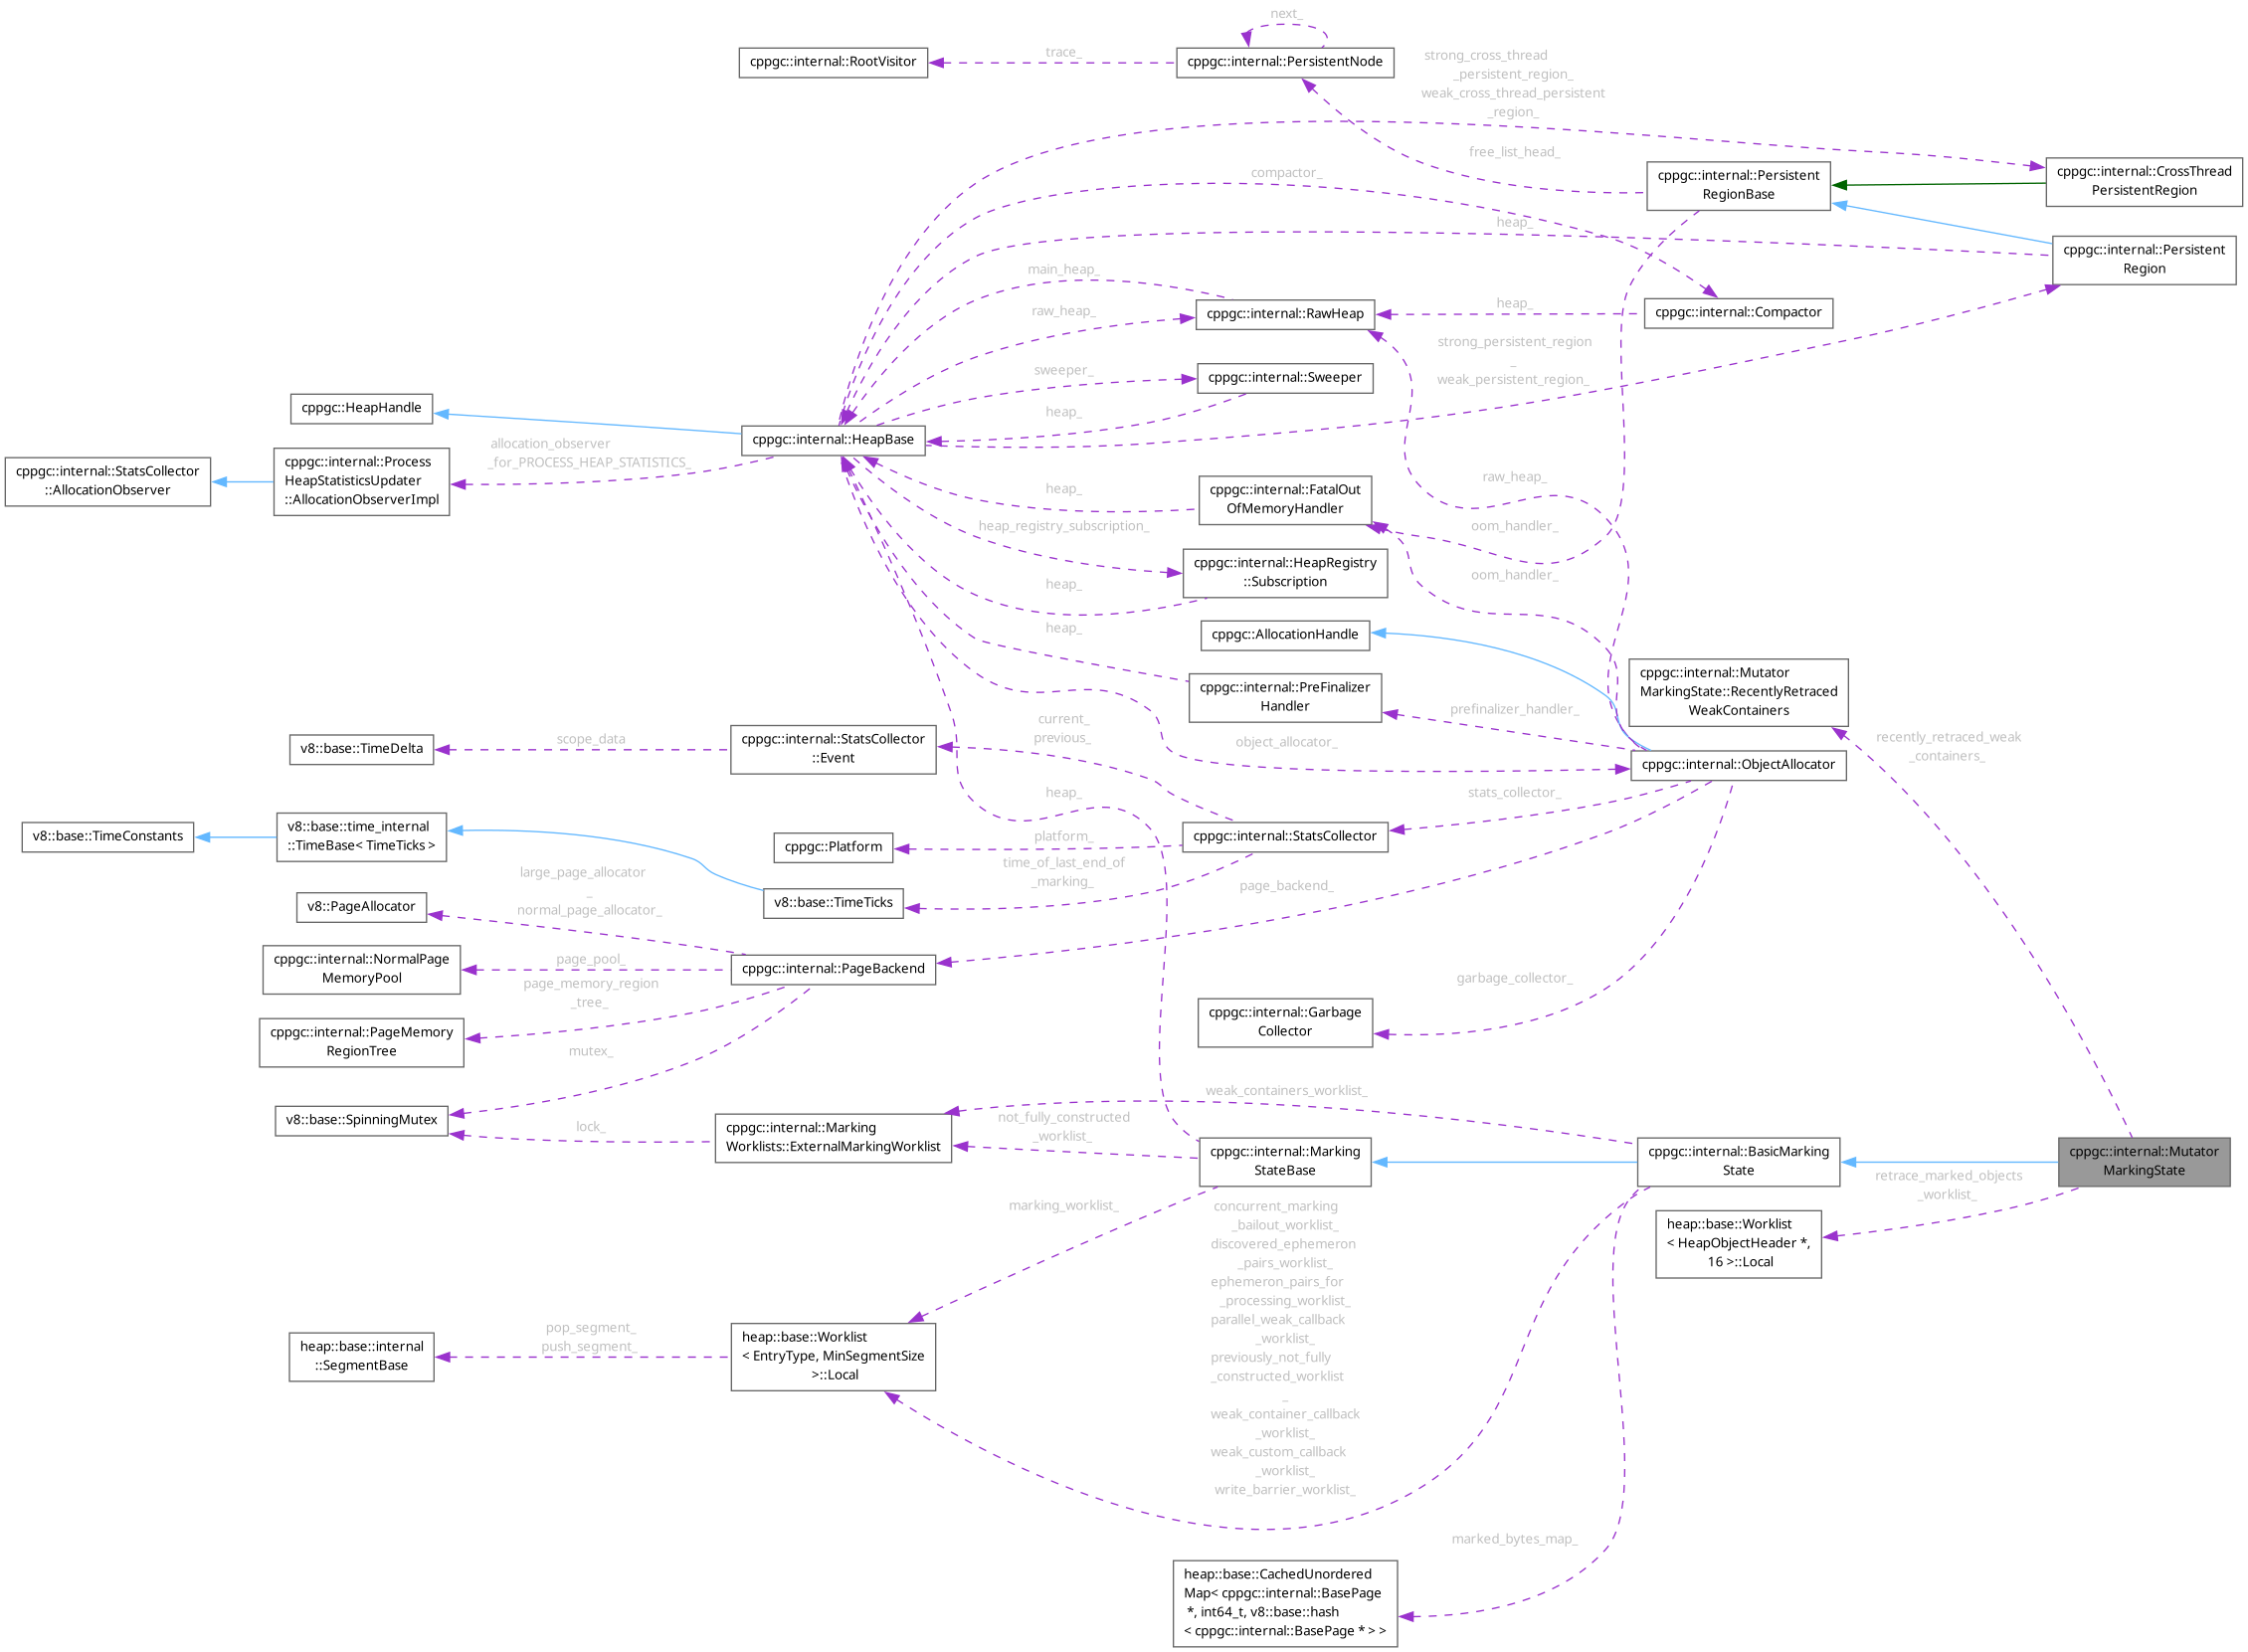 next_
cppgc::internal::RootVisitor
trace_
cppgc::internal::PersistentNode
strong_cross_thread
_persistent_region_
weak_cross_thread_persistent
_region_
free_list_head_
compactor_
cppgc::internal::Persistent
RegionBase
cppgc::internal::CrossThread
PersistentRegion
heap_
cppgc::internal::Persistent
Region
main_heap_
raw_heap_
cppgc::internal::RawHeap
heap_
cppgc::internal::Compactor
strong_persistent_region
_
weak_persistent_region_
sweeper_
cppgc::internal::Sweeper
heap_
cppgc::HeapHandle
cppgc::internal::HeapBase
allocation_observer
_for_PROCESS_HEAP_STATISTICS_
cppgc::internal::StatsCollector
::AllocationObserver
cppgc::internal::Process
HeapStatisticsUpdater
::AllocationObserverImpl
heap_
cppgc::internal::FatalOut
OfMemoryHandler
raw_heap_
oom_handler_
heap_registry_subscription_
cppgc::internal::HeapRegistry
::Subscription
oom_handler_
heap_
heap_
cppgc::AllocationHandle
cppgc::internal::PreFinalizer
Handler
prefinalizer_handler_
cppgc::internal::Mutator
MarkingState::RecentlyRetraced
WeakContainers
recently_retraced_weak
_containers_
v8::base::TimeDelta
scope_data
cppgc::internal::StatsCollector
::Event
current_
previous_
object_allocator_
cppgc::internal::ObjectAllocator
heap_
stats_collector_
v8::base::TimeConstants
v8::base::time_internal
::TimeBase< TimeTicks >
cppgc::Platform
platform_
cppgc::internal::StatsCollector
time_of_last_end_of
_marking_
v8::base::TimeTicks
page_backend_
large_page_allocator
_
normal_page_allocator_
v8::PageAllocator
cppgc::internal::NormalPage
MemoryPool
page_pool_
cppgc::internal::PageBackend
page_memory_region
_tree_
cppgc::internal::PageMemory
RegionTree
mutex_
garbage_collector_
cppgc::internal::Garbage
Collector
v8::base::SpinningMutex
lock_
cppgc::internal::Marking
Worklists::ExternalMarkingWorklist
weak_containers_worklist_
not_fully_constructed
_worklist_
cppgc::internal::Marking
StateBase
cppgc::internal::BasicMarking
State
cppgc::internal::Mutator
MarkingState
retrace_marked_objects
_worklist_
heap::base::Worklist
< HeapObjectHeader *,
16 >::Local
marking_worklist_
concurrent_marking
_bailout_worklist_
discovered_ephemeron
_pairs_worklist_
ephemeron_pairs_for
_processing_worklist_
parallel_weak_callback
_worklist_
previously_not_fully
_constructed_worklist
_
weak_container_callback
_worklist_
weak_custom_callback
_worklist_
write_barrier_worklist_
heap::base::internal
::SegmentBase
pop_segment_
push_segment_
heap::base::Worklist
< EntryType, MinSegmentSize
>::Local
marked_bytes_map_
heap::base::CachedUnordered
Map< cppgc::internal::BasePage
*, int64_t, v8::base::hash
< cppgc::internal::BasePage * > >